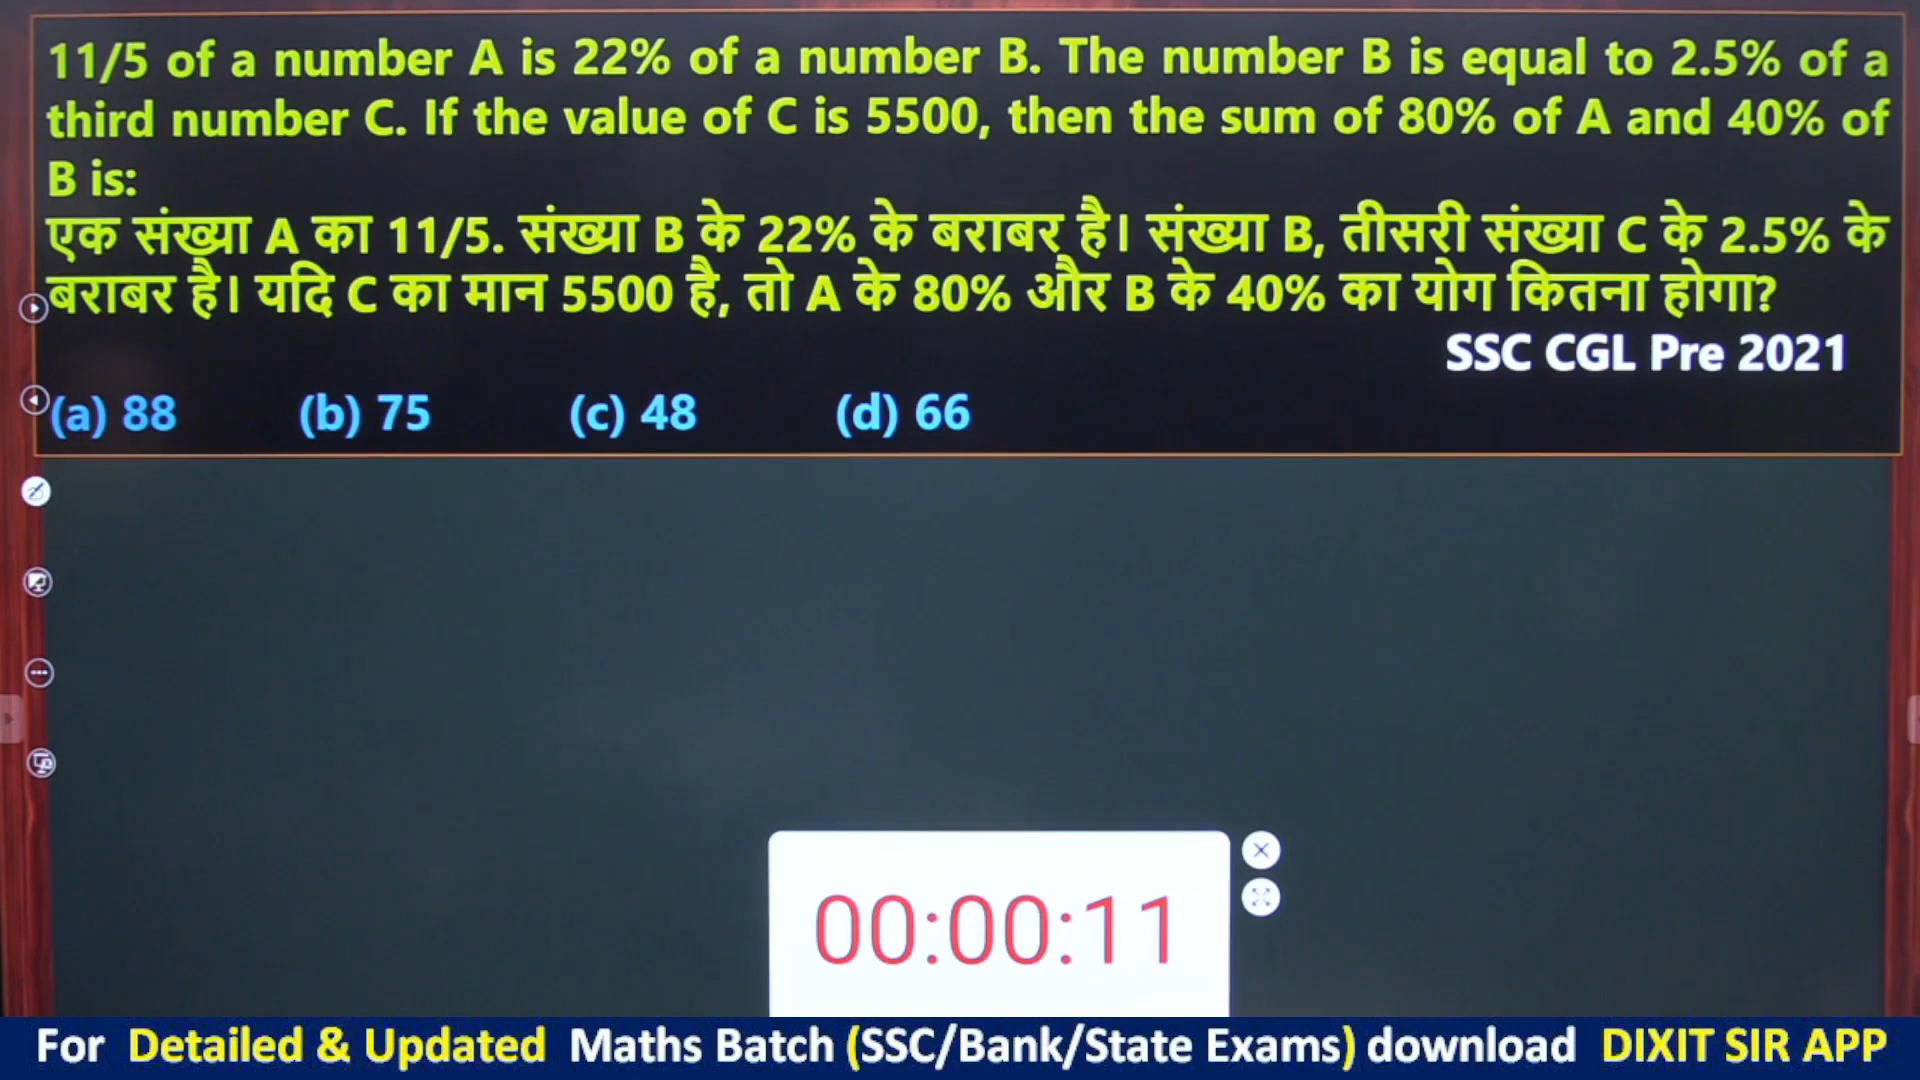 11/5 of a number A is 22% of a number B. The number B is equal to 2.5% of a
third number C. If the value of C is 5500, then the sum of 80% of A and 40% of
B is:
एक संख्या A का 11/5. संख्या B के 22% के बराबर है। संख्या B, तीसरी संख्या C के 2.5% के
बराबर है। यदि C का मान 5500 है, तो A के 80% और B के 40% का योग कितना होगा?
SSC CGL Pre 2021
(a) 88 (b) 75 (c) 48 (d) 66
00:00:11
For Detailed & Updated Maths Batch (SSC/Bank/State Exams) download DIXIT SIR APP